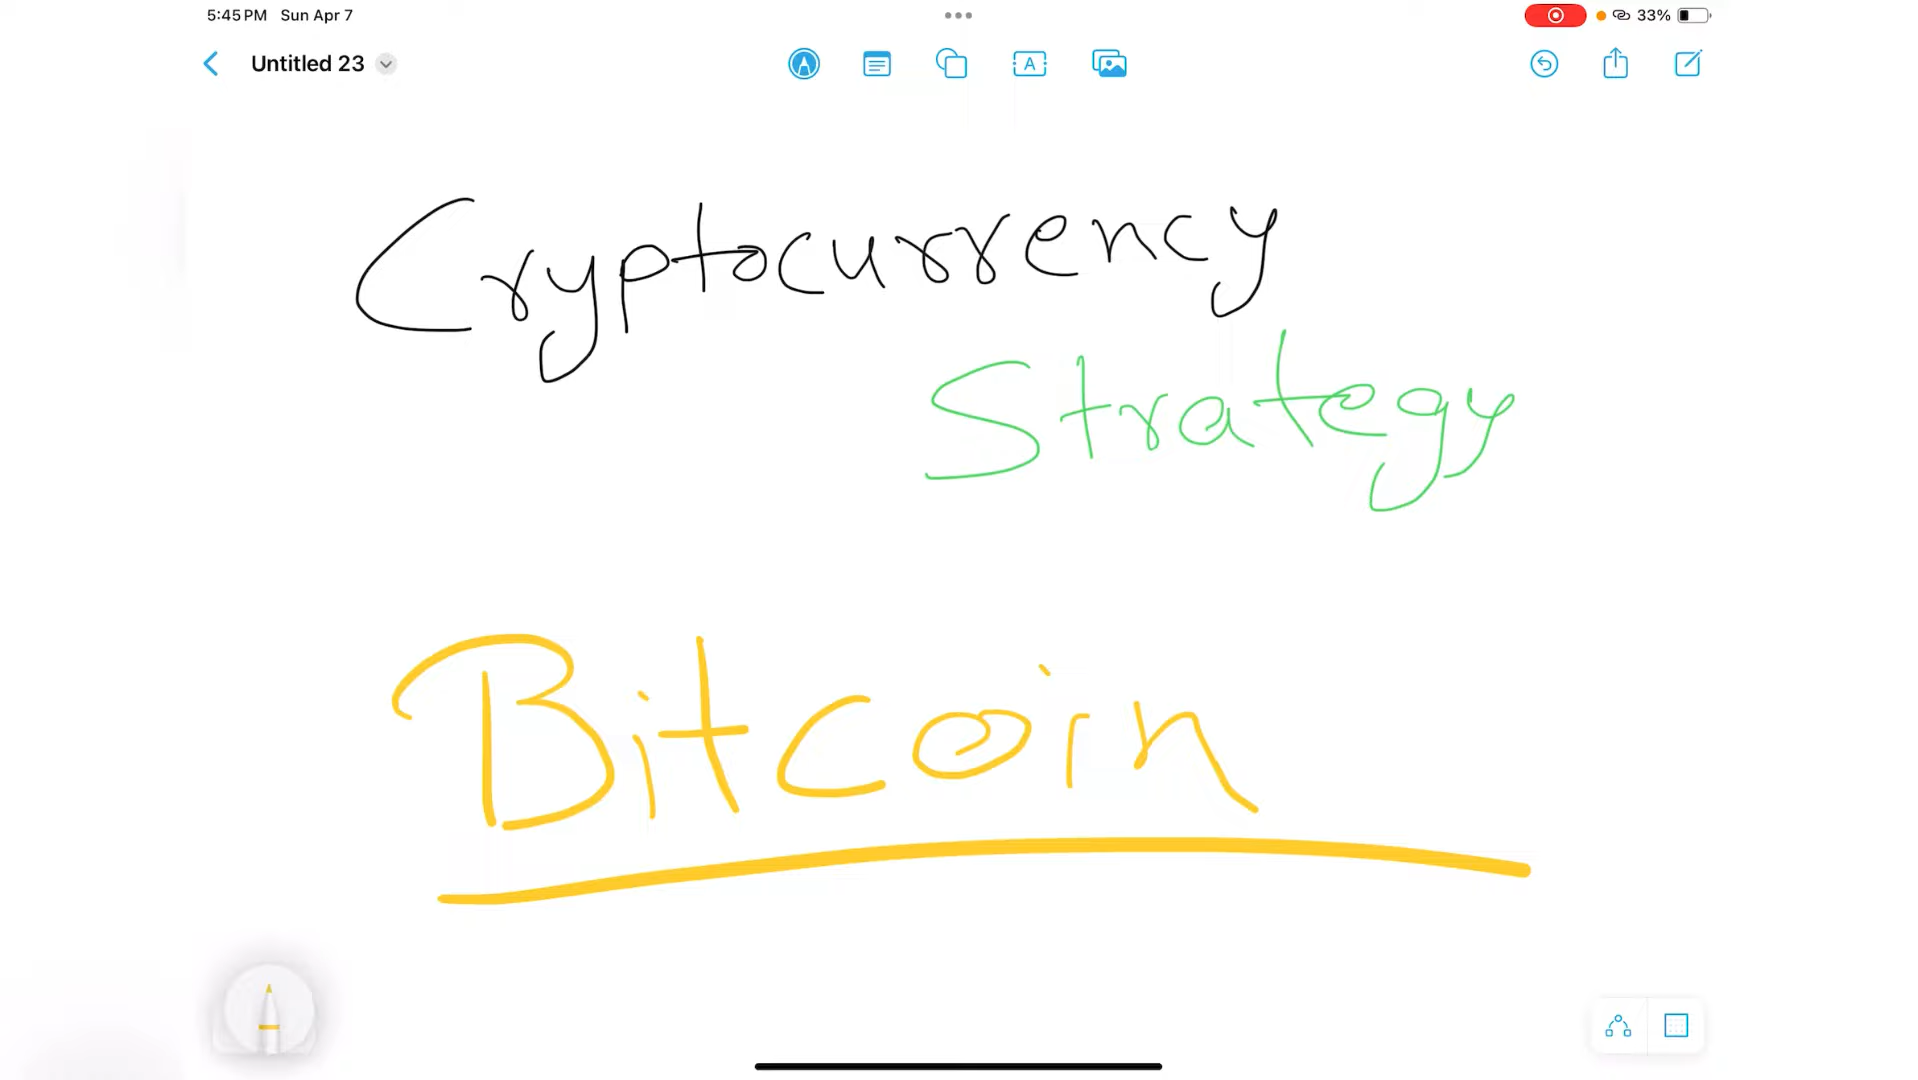 5:45 PM Sun Apr 7
33%
Untitled 23
A
Cryptocurrency
Strategy
Bitcoin